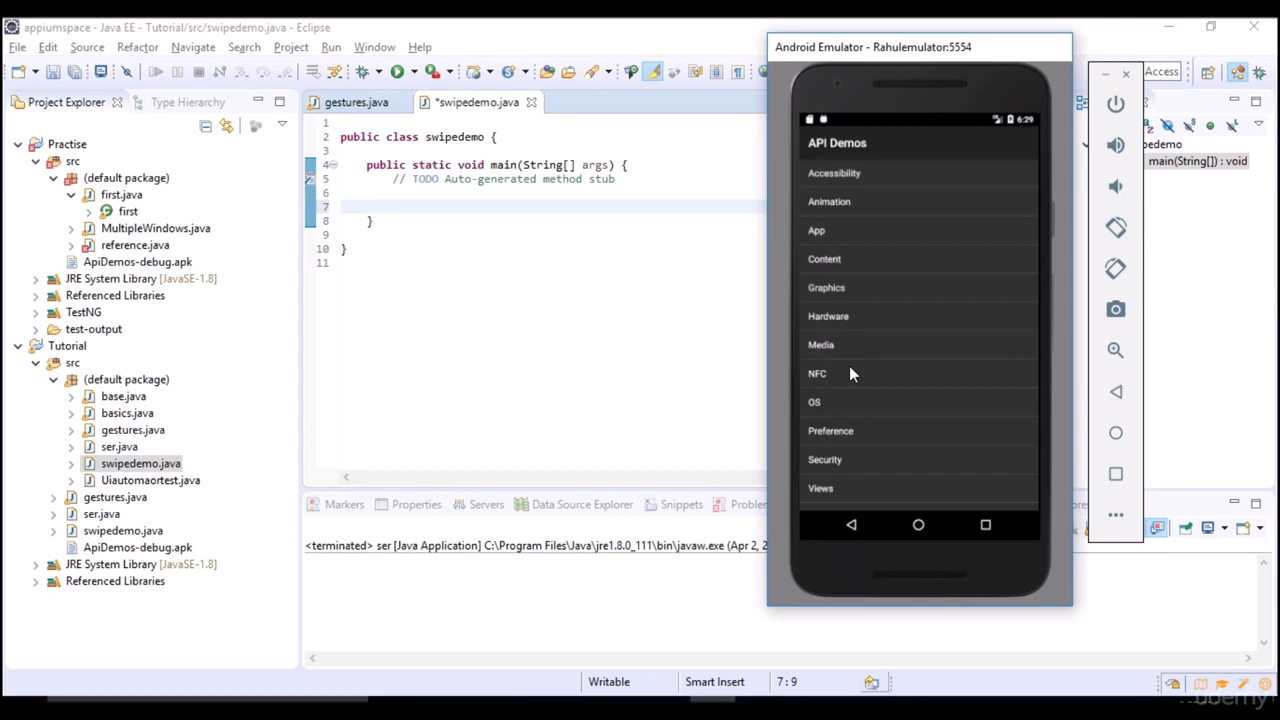 appiumspace - Java EE - Tutorial/src/swipedemo.java - Eclipse
File Edit Source Refactor Navigate Search Project Run Window Help
Access
Project Explorer
Type Hierarchy
Practise
src
(default package)
first.java
first
MultipleWindows.java
reference.java
ApiDemos-debug.apk
JRE System Library [JavaSE-1.8]
Referenced Libraries
TestNG
test-output
Tutorial
src
(default package)
base.java
basics.java
gestures.java
ser.java
swipedemo.java
Uiautomaortest.java
gestures.java
ser.java
swipedemo.java
ApiDemos-debug.apk
JRE System Library [JavaSE-1.8]
Referenced Libraries
gestures.java
*swipedemo.java
1
2 public class swipedemo {
3
4 public static void main(String[] args) {
5 // TODO Auto-generated method stub
6
7
8 }
9
10 }
11
Markers Properties Servers Data Source Explorer Snippets Problem
<terminated> ser [Java Application] C:\Program Files\Java\jre1.8.0_111\bin\javaw.exe (Apr 2, 2
Android Emulator - Rahulemulator:5554
6:29
API Demos
Accessibility
Animation
App
Content
Graphics
Hardware
Media
NFC
OS
Preference
Security
Views
main(String[]) : void
Writable Smart Insert 7 : 9
udemy